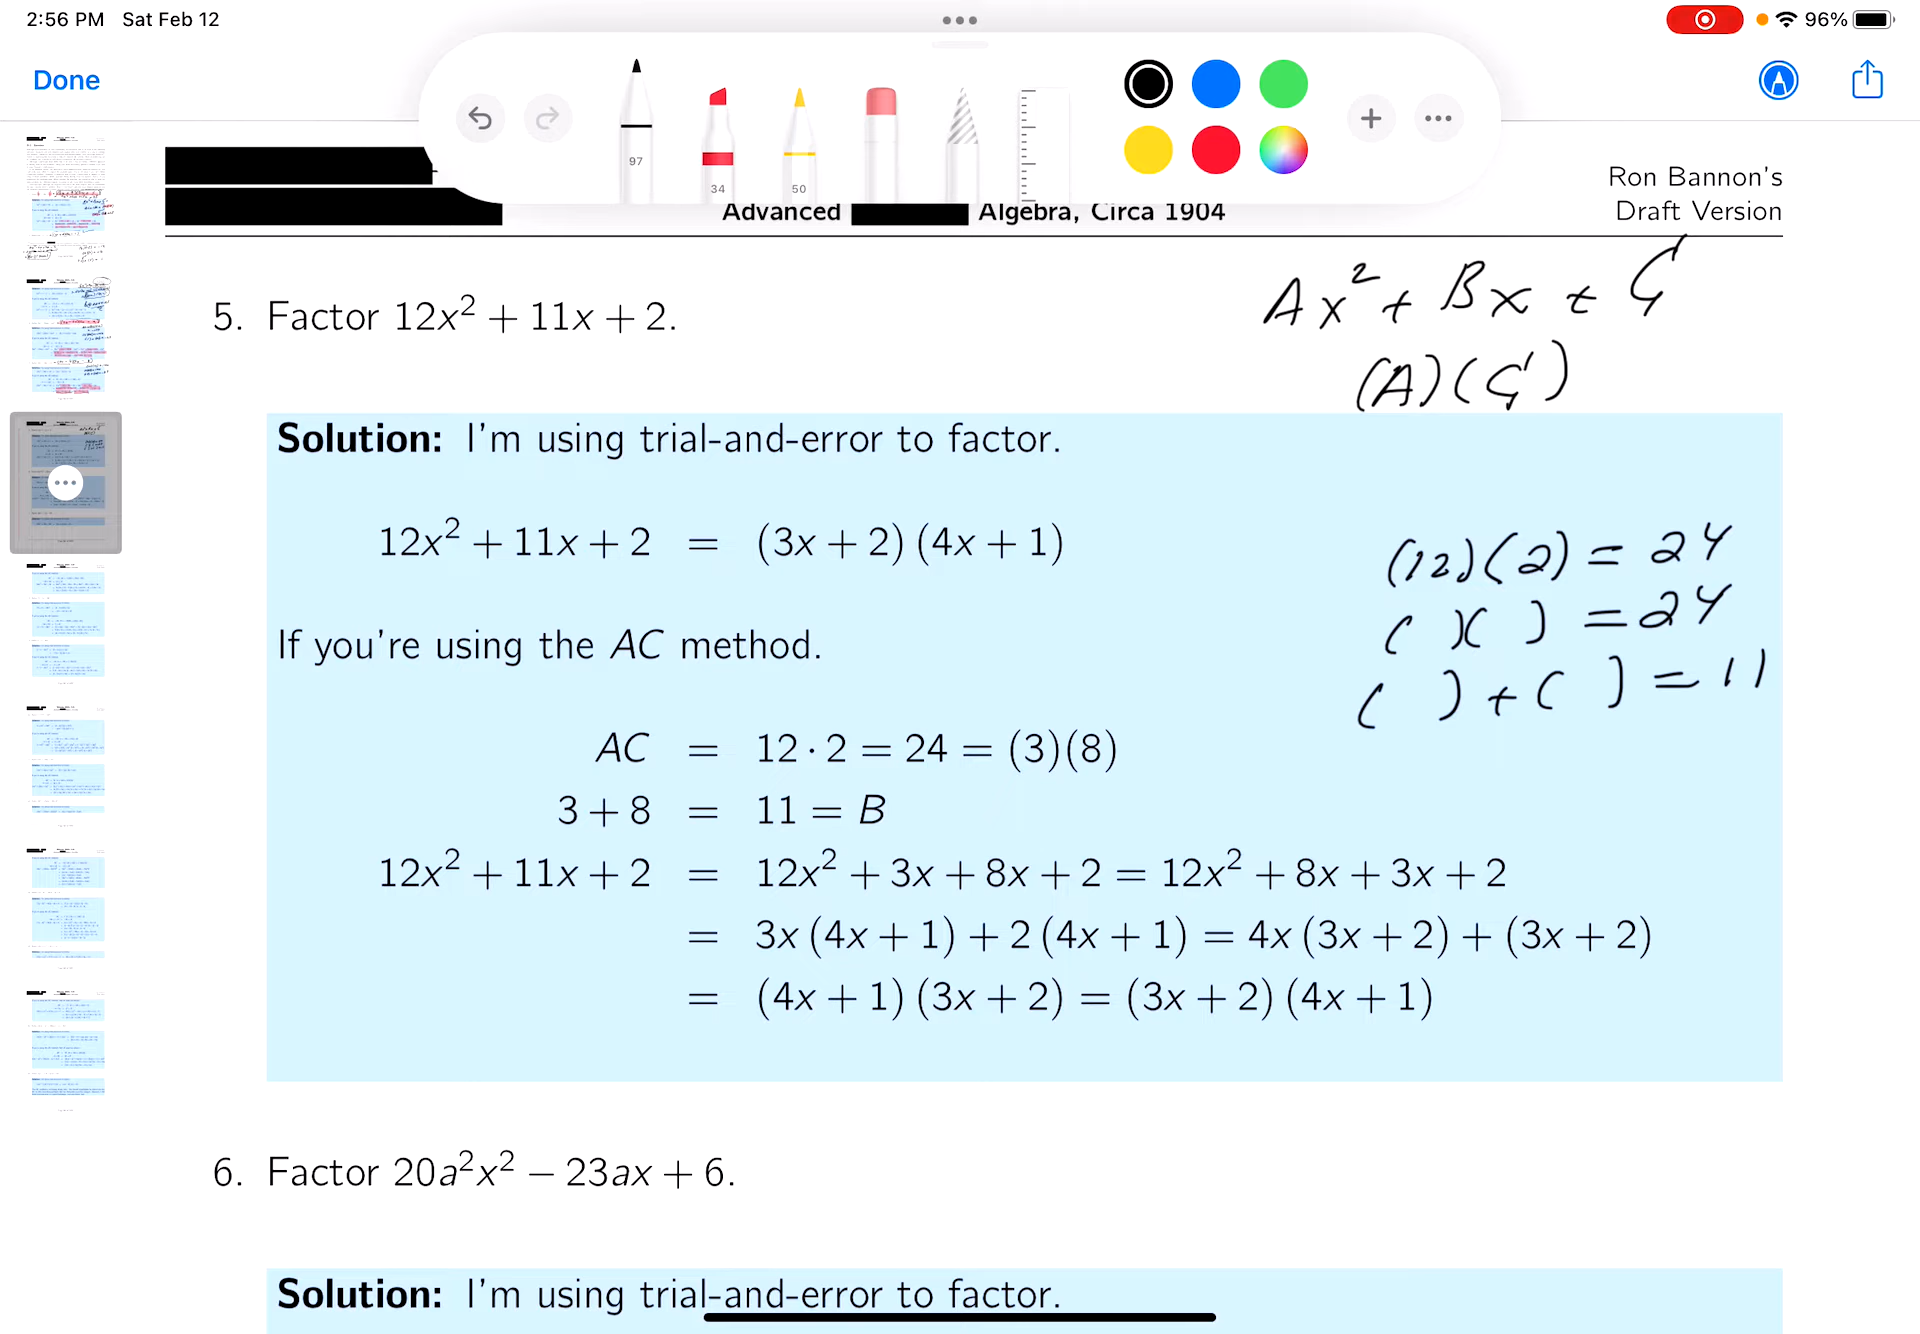 2:56 PM Sat Feb 12
96%
Done
97
34
50
Advanced Algebra, Circa 1904
Ron Bannon's
Draft Version
Ax² + Bx + C
(A)(C)
5. Factor 12x² + 11x + 2.
Solution: I'm using trial-and-error to factor.
12x² + 11x + 2 = (3x + 2) (4x + 1)
(12)(2) = 24
( )( ) = 24
( ) + ( ) = 11
If you're using the AC method.
AC = 12 · 2 = 24 = (3)(8)
3 + 8 = 11 = B
12x² + 11x + 2 = 12x² + 3x + 8x + 2 = 12x² + 8x + 3x + 2
= 3x (4x + 1) + 2 (4x + 1) = 4x (3x + 2) + (3x + 2)
= (4x + 1) (3x + 2) = (3x + 2) (4x + 1)
6. Factor 20a²x² − 23ax + 6.
Solution: I'm using trial-and-error to factor.